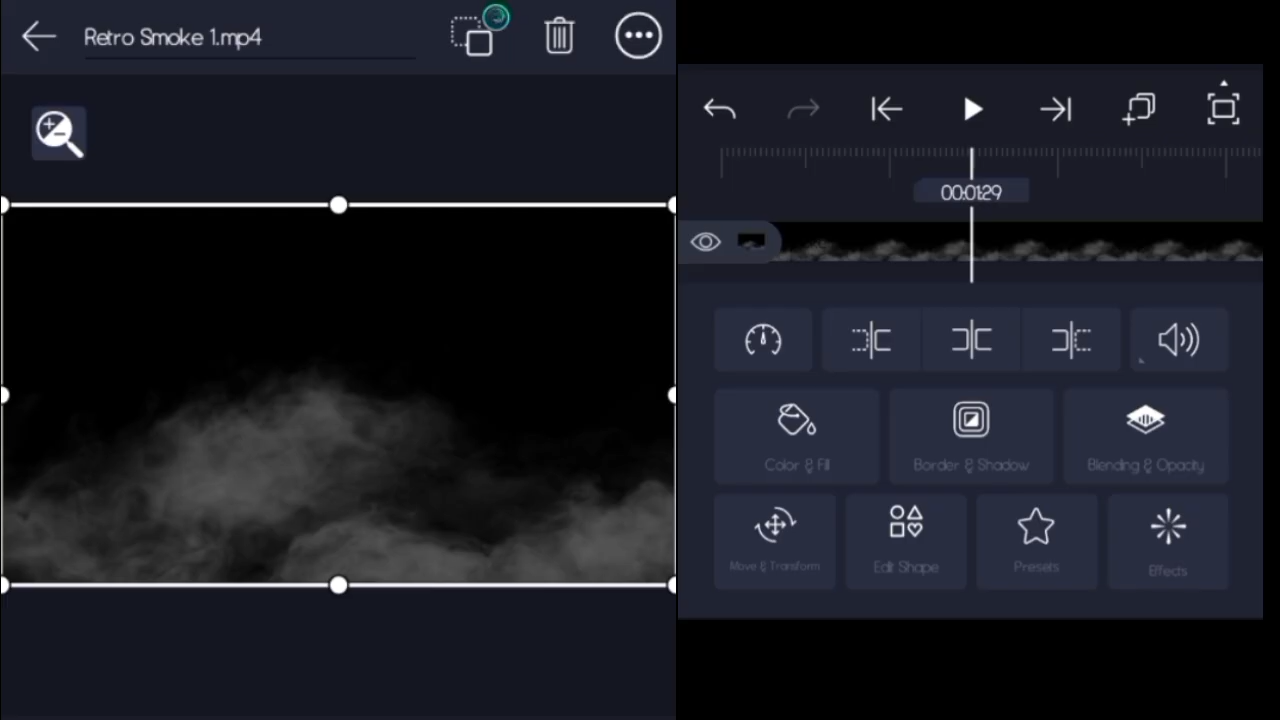 Retro Smoke 1.mp4
00:01:29
Color & Fill
Border & Shadow
Blending & Opacity
Move & Transform
Edit Shape
Presets
Effects